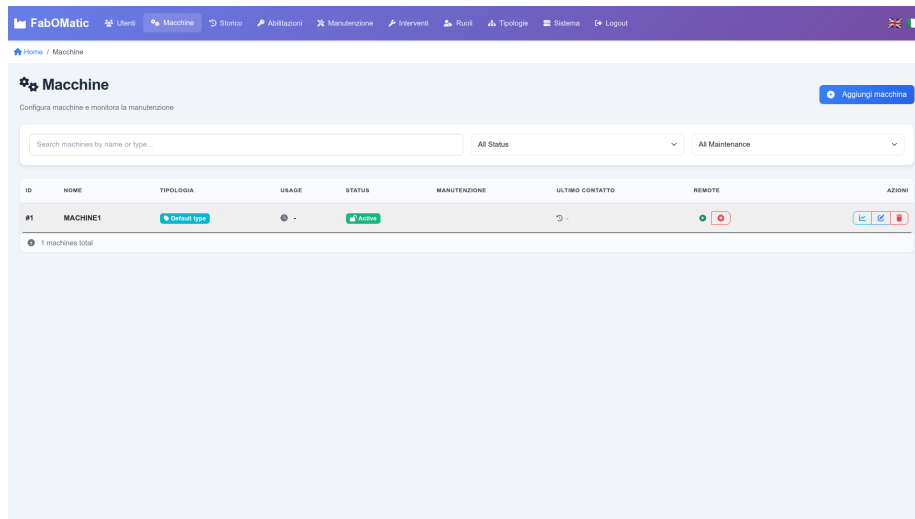 FabOMatic Utenti Macchine Storico Abilitazioni Manutenzione Interventi Ruoli Tipologie Sistema Logout
Home / Macchine
Macchine
Aggiungi macchina
Configura macchine e monitora la manutenzione
Search machines by name or type... All Status All Maintenance
ID NOME TIPOLOGIA USAGE STATUS MANUTENZIONE ULTIMO CONTATTO REMOTE AZIONI
#1 MACHINE1 Default type - Active -
1 machines total